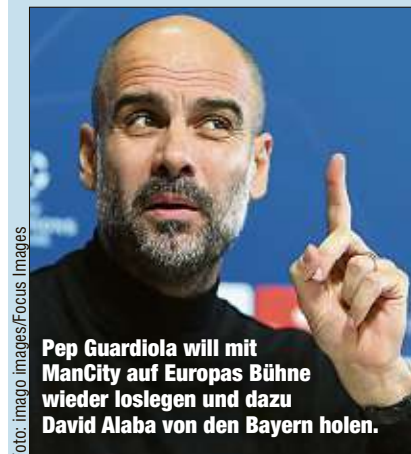 Pep Guardiola will mit
ManCity auf Europas Bühne
wieder loslegen und dazu
David Alaba von den Bayern holen.
oto: imago images/Focus Images